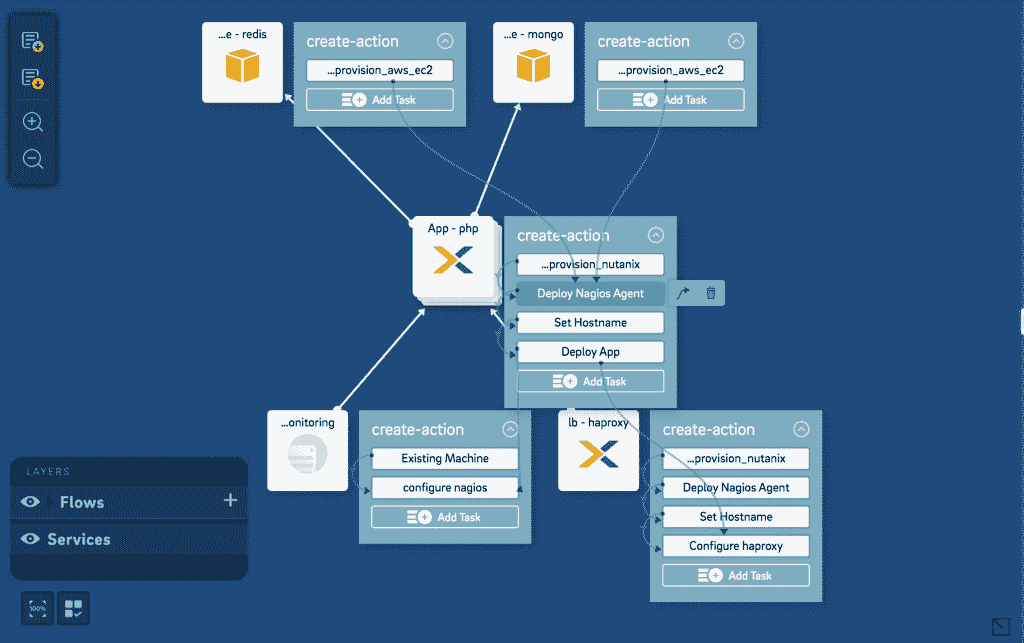 ...e - redis
create-action
...provision_aws_ec2
Add Task
...e - mongo
create-action
...provision_aws_ec2
Add Task
App - php
create-action
...provision_nutanix
Deploy Nagios Agent
Set Hostname
Deploy App
Add Task
...onitoring
create-action
Existing Machine
configure nagios
Add Task
lb - haproxy
create-action
...provision_nutanix
Deploy Nagios Agent
Set Hostname
Configure haproxy
Add Task
LAYERS
Flows
Services
100%